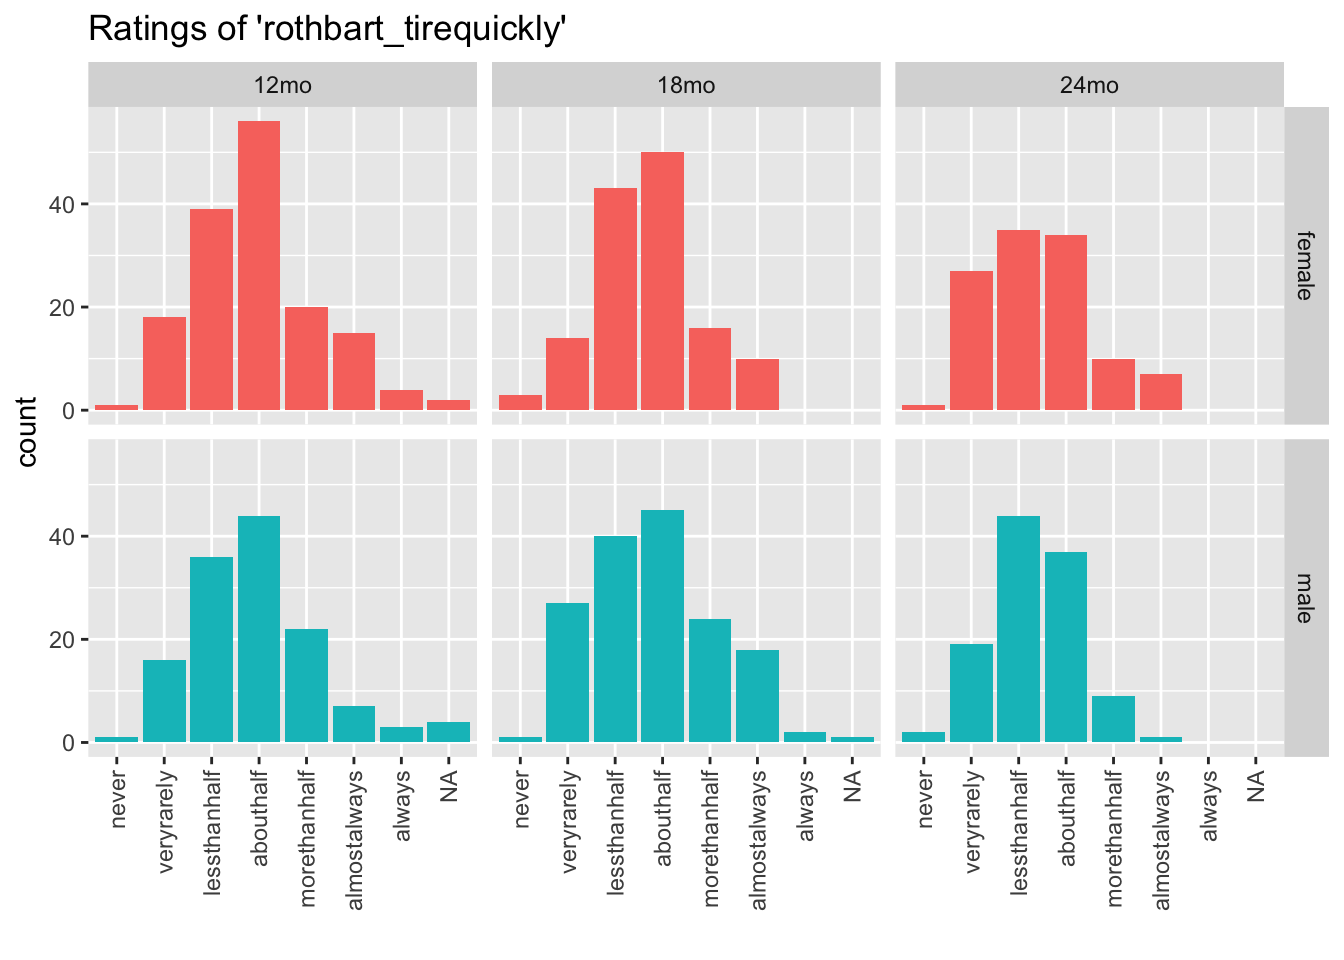 Ratings of 'rothbart_tirequickly'
12mo
18mo
24mo
count
40
20
0
female
40
20
0
male
never
veryrarely
lessthanhalf
abouthalf
morethanhalf
almostalways
always
NA
never
veryrarely
lessthanhalf
abouthalf
morethanhalf
almostalways
always
NA
never
veryrarely
lessthanhalf
abouthalf
morethanhalf
almostalways
always
NA